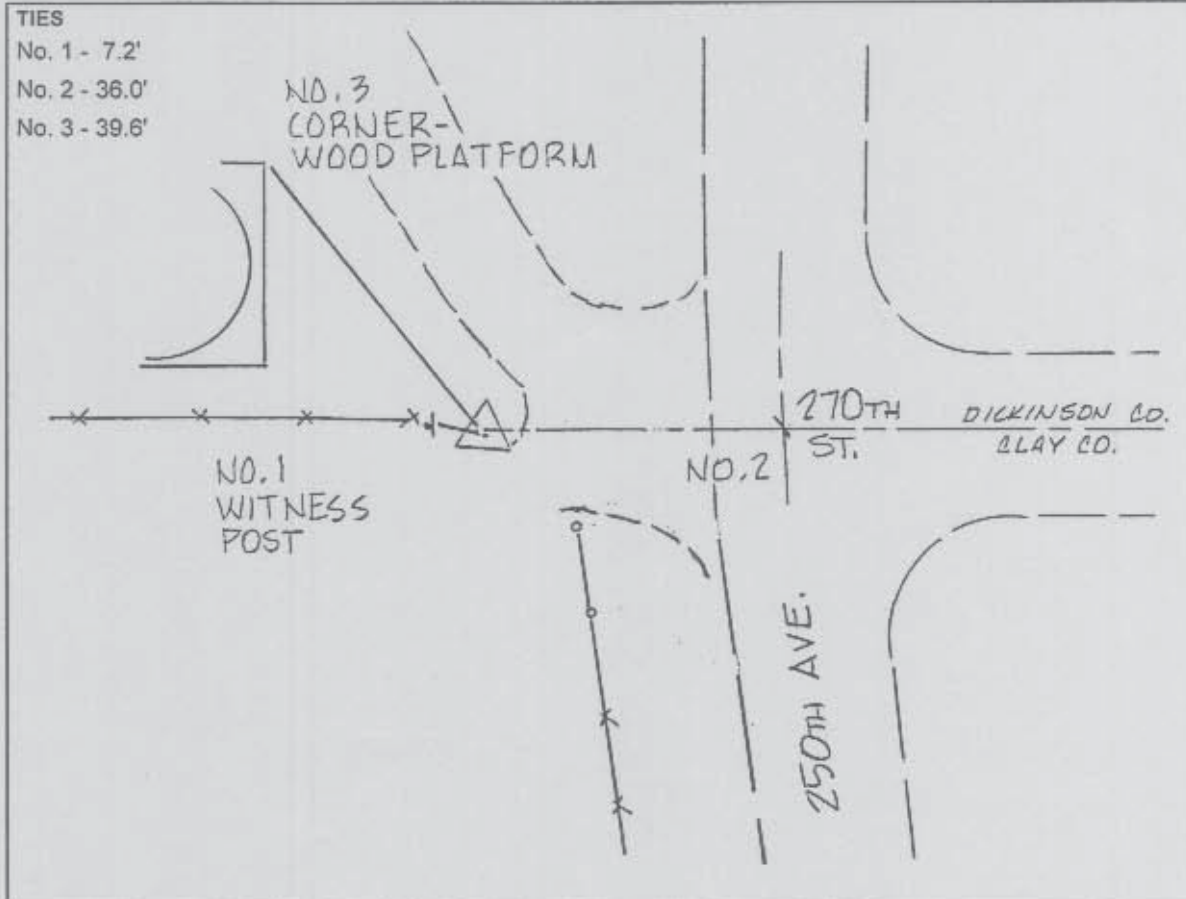 TIES
No. 1 - 7.2'
No. 2 - 36.0'
No. 3 - 39.6'
NO. 3
CORNER-
WOOD PLATFORM
270TH
ST.
DICKINSON CO.
CLAY CO.
NO. 1
WITNESS
POST
NO. 2
250TH AVE.